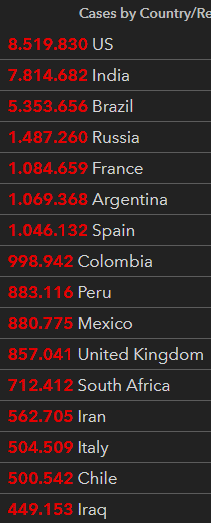 Cases by Country/Re
8.519.830 US
7.814.682 India
5.353.656 Brazil
1.487.260 Russia
1.084.659 France
1.069.368 Argentina
1.046.132 Spain
998.942 Colombia
883.116 Peru
880.775 Mexico
857.041 United Kingdom
712.412 South Africa
562.705 Iran
504.509 Italy
500.542 Chile
449.153 Iraq